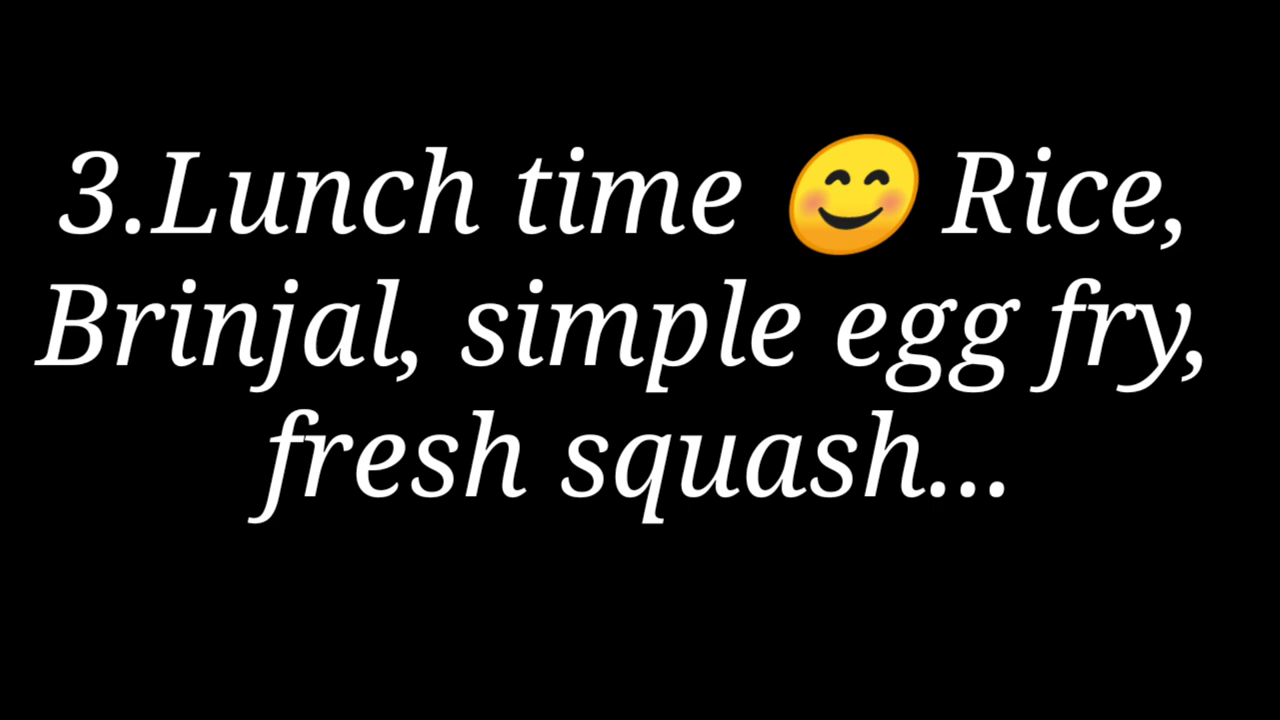 3.Lunch time 😊 Rice,
Brinjal, simple egg fry,
fresh squash...